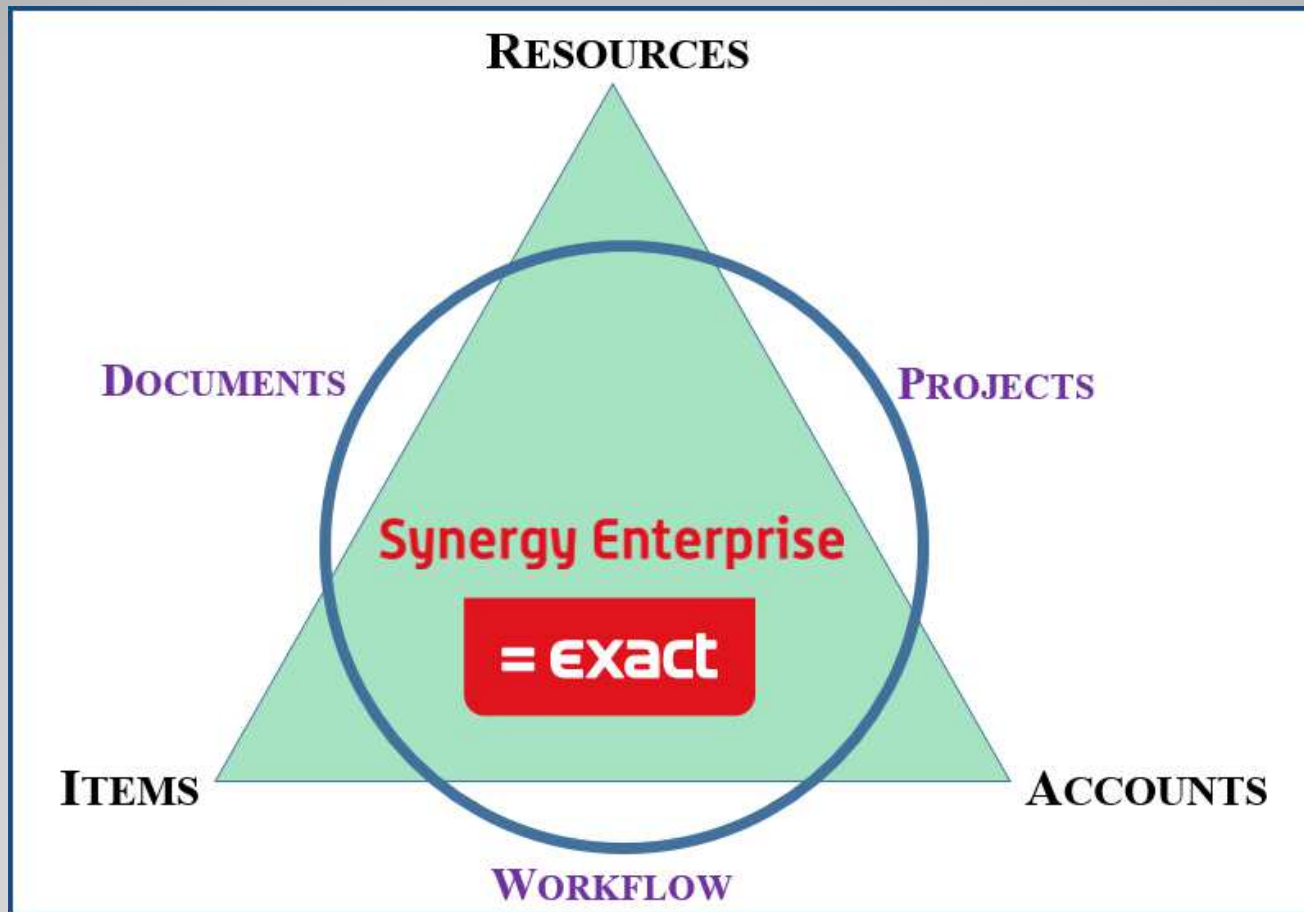 RESOURCES
DOCUMENTS
PROJECTS
Synergy Enterprise
= exact
ITEMS
ACCOUNTS
WORKFLOW